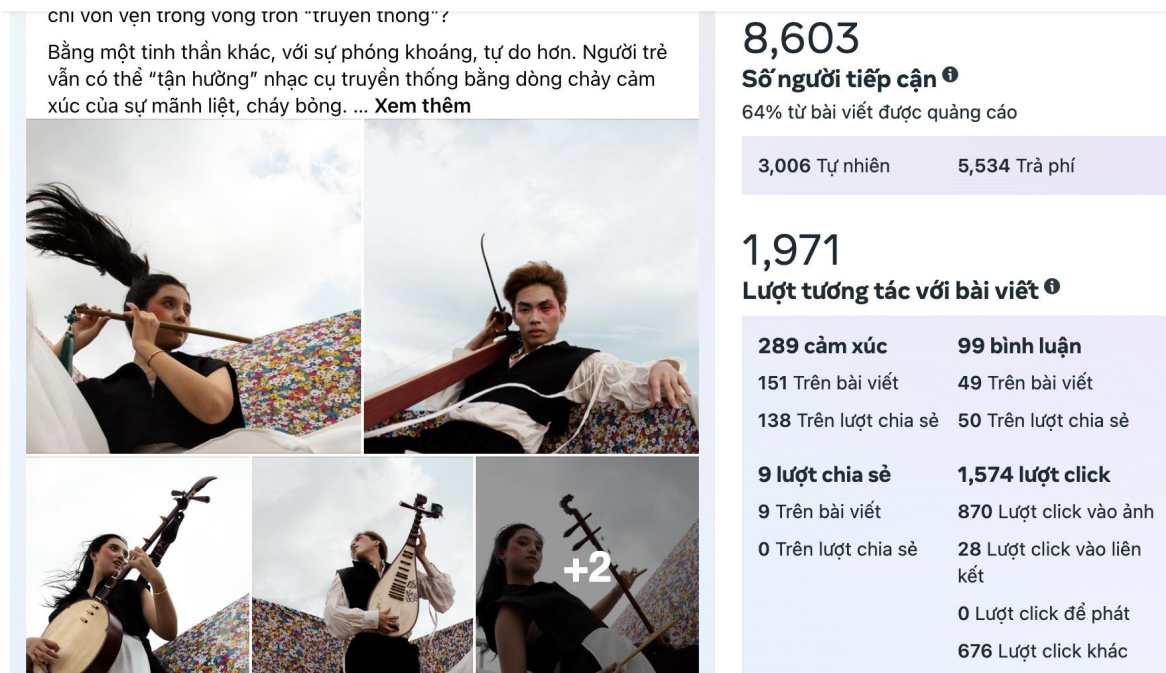 chỉ vỏn vẹn trong vòng tròn "truyền thống"?
Bằng một tinh thần khác, với sự phóng khoáng, tự do hơn. Người trẻ
vẫn có thể “tận hưởng” nhạc cụ truyền thống bằng dòng chảy cảm
xúc của sự mãnh liệt, cháy bỏng. ... Xem thêm
+2
8,603
Số người tiếp cận
64% từ bài viết được quảng cáo
3,006 Tự nhiên
5,534 Trả phí
1,971
Lượt tương tác với bài viết
289 cảm xúc
151 Trên bài viết
138 Trên lượt chia sẻ
99 bình luận
49 Trên bài viết
50 Trên lượt chia sẻ
9 lượt chia sẻ
9 Trên bài viết
0 Trên lượt chia sẻ
1,574 lượt click
870 Lượt click vào ảnh
28 Lượt click vào liên
kết
0 Lượt click để phát
676 Lượt click khác